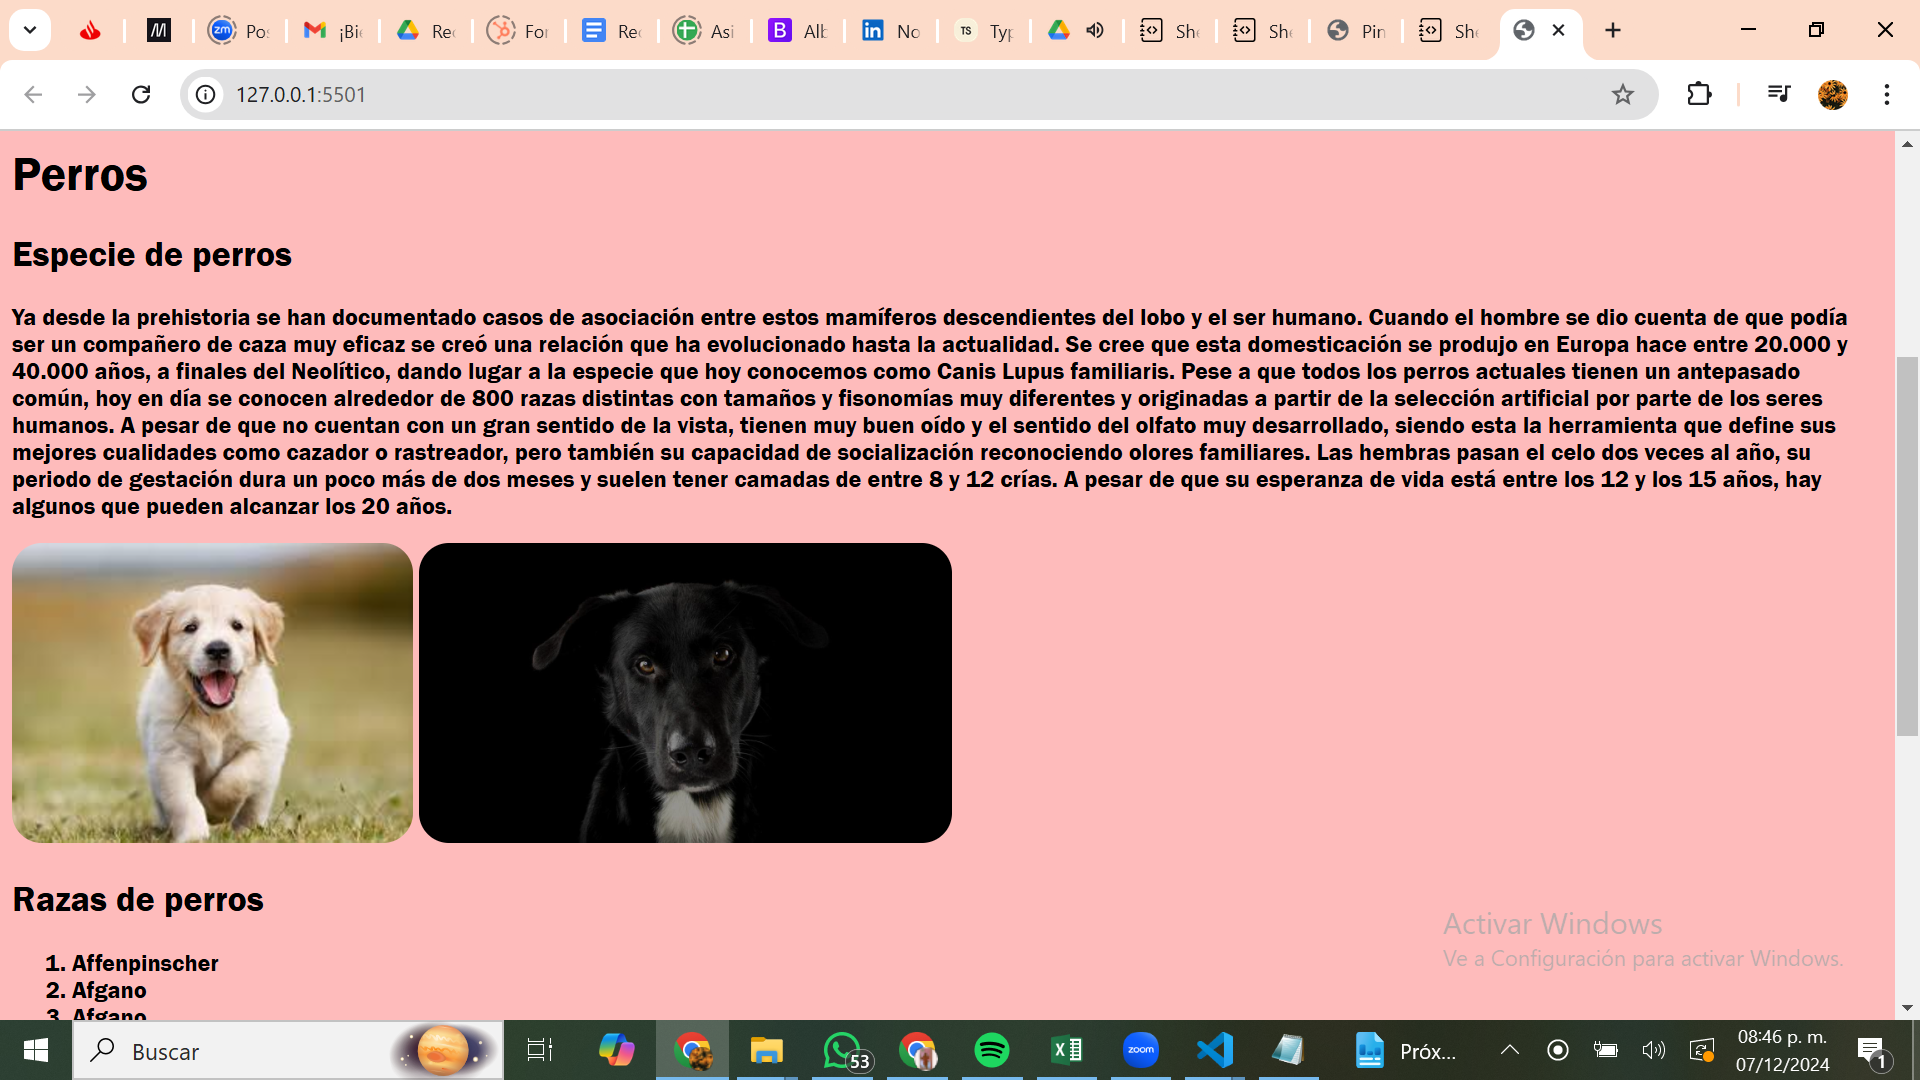 Pos
¡Bi
Rec
For
Rec
Asi
Alb
No
Typ
She
She
Pin
She
127.0.0.1:5501
Perros
Especie de perros
Ya desde la prehistoria se han documentado casos de asociación entre estos mamíferos descendientes del lobo y el ser humano. Cuando el hombre se dio cuenta de que podía
ser un compañero de caza muy eficaz se creó una relación que ha evolucionado hasta la actualidad. Se cree que esta domesticación se produjo en Europa hace entre 20.000 y
40.000 años, a finales del Neolítico, dando lugar a la especie que hoy conocemos como Canis Lupus familiaris. Pese a que todos los perros actuales tienen un antepasado
común, hoy en día se conocen alrededor de 800 razas distintas con tamaños y fisonomías muy diferentes y originadas a partir de la selección artificial por parte de los seres
humanos. A pesar de que no cuentan con un gran sentido de la vista, tienen muy buen oído y el sentido del olfato muy desarrollado, siendo esta la herramienta que define sus
mejores cualidades como cazador o rastreador, pero también su capacidad de socialización reconociendo olores familiares. Las hembras pasan el celo dos veces al año, su
periodo de gestación dura un poco más de dos meses y suelen tener camadas de entre 8 y 12 crías. A pesar de que su esperanza de vida está entre los 12 y los 15 años, hay
algunos que pueden alcanzar los 20 años.
Razas de perros
1. Affenpinscher
2. Afgano
3. Afgano
Activar Windows
Ve a Configuración para activar Windows.
Buscar
53
zoom
Próx...
08:46 p. m.
07/12/2024
1